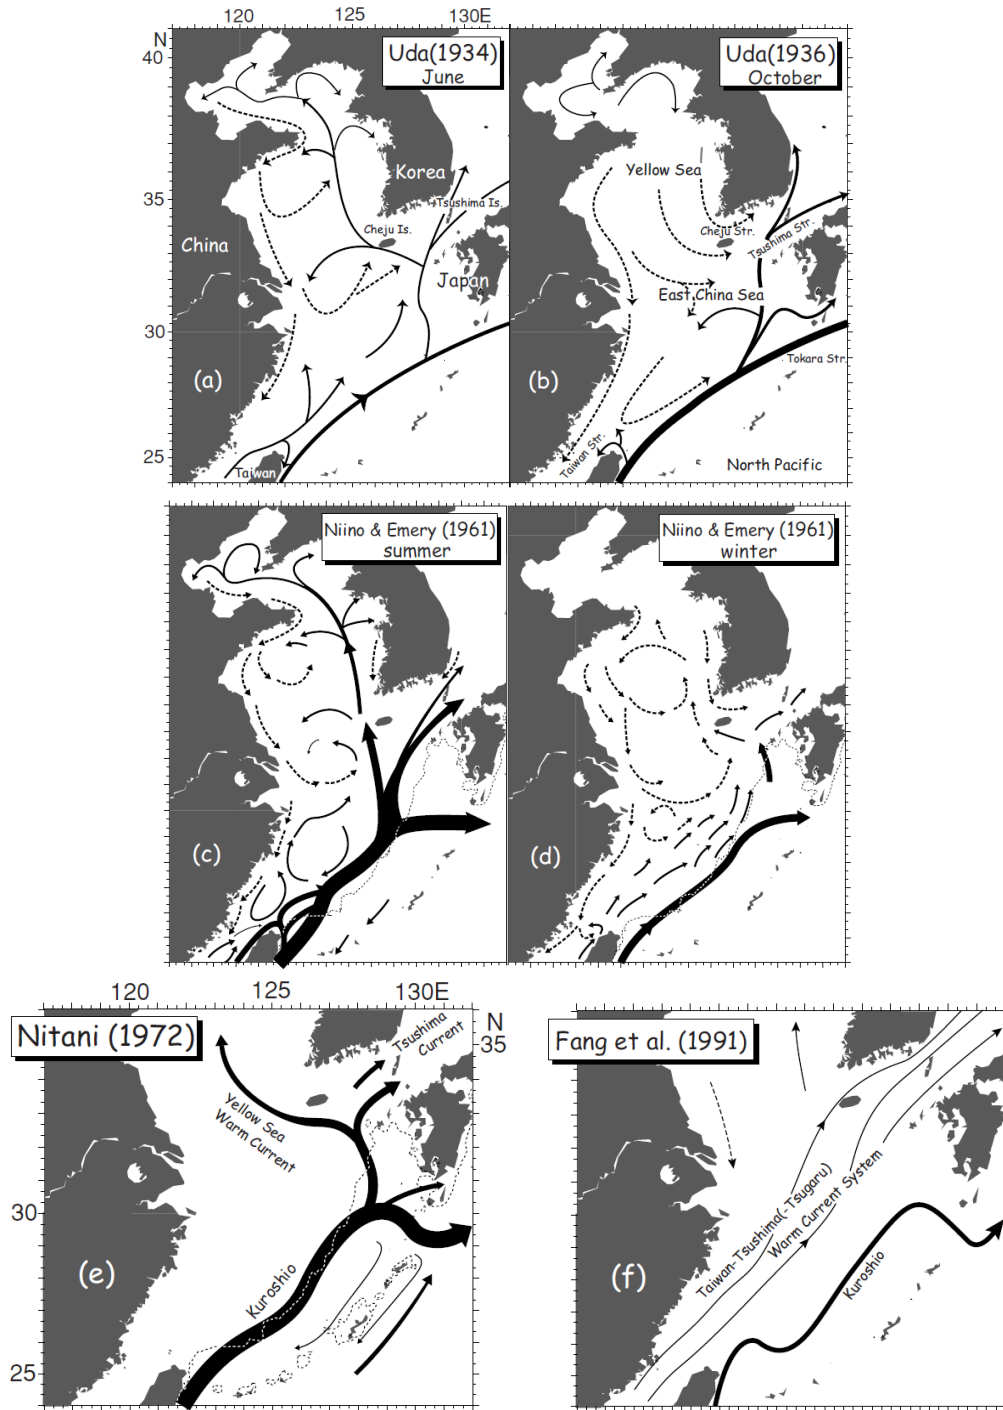 120 125 130E
N
40
Uda(1934)
June
Uda(1936)
October
Korea
Yellow Sea
35
Tsushima Is.
Cheju Is.
Cheju Str.
Tsushima Str.
China
Japan
East China Sea
30
Tokara Str.
(a)
(b)
25
Taiwan
Taiwan Str.
North Pacific
Niino & Emery (1961)
summer
Niino & Emery (1961)
winter
(c)
(d)
120 125 130E
Nitani (1972)
N
35
Tsushima
Current
Fang et al. (1991)
Yellow Sea
Warm Current
30
Taiwan-Tsushima(-Tsugaru)
Warm Current System
(e)
Kuroshio
(f)
Kuroshio
25